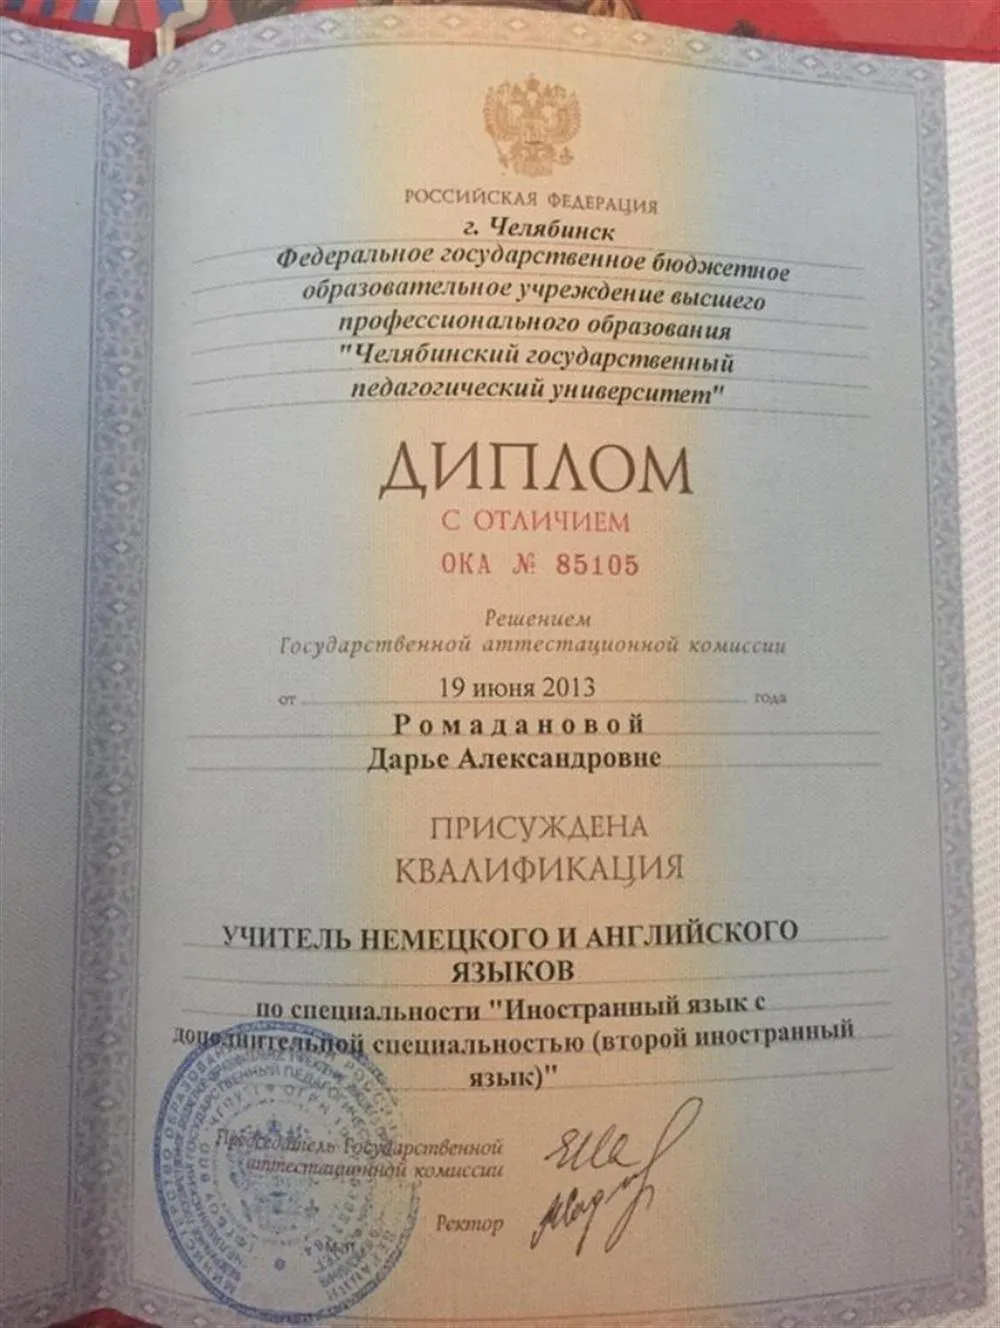 РОССИЙСКАЯ ФЕДЕРАЦИЯ
г. Челябинск
Федеральное государственное бюджетное
образовательное учреждение высшего
профессионального образования
"Челябинский государственный
педагогический университет"
ДИПЛОМ
С ОТЛИЧИЕМ
ОКА № 85105
Решением
Государственной аттестационной комиссии
от 19 июня 2013 года
Ромадановой
Дарье Александровне
ПРИСУЖДЕНА
КВАЛИФИКАЦИЯ
УЧИТЕЛЬ НЕМЕЦКОГО И АНГЛИЙСКОГО
ЯЗЫКОВ
по специальности "Иностранный язык с
дополнительной специальностью (второй иностранный
язык)"
Председатель Государственной
аттестационной комиссии
Ректор